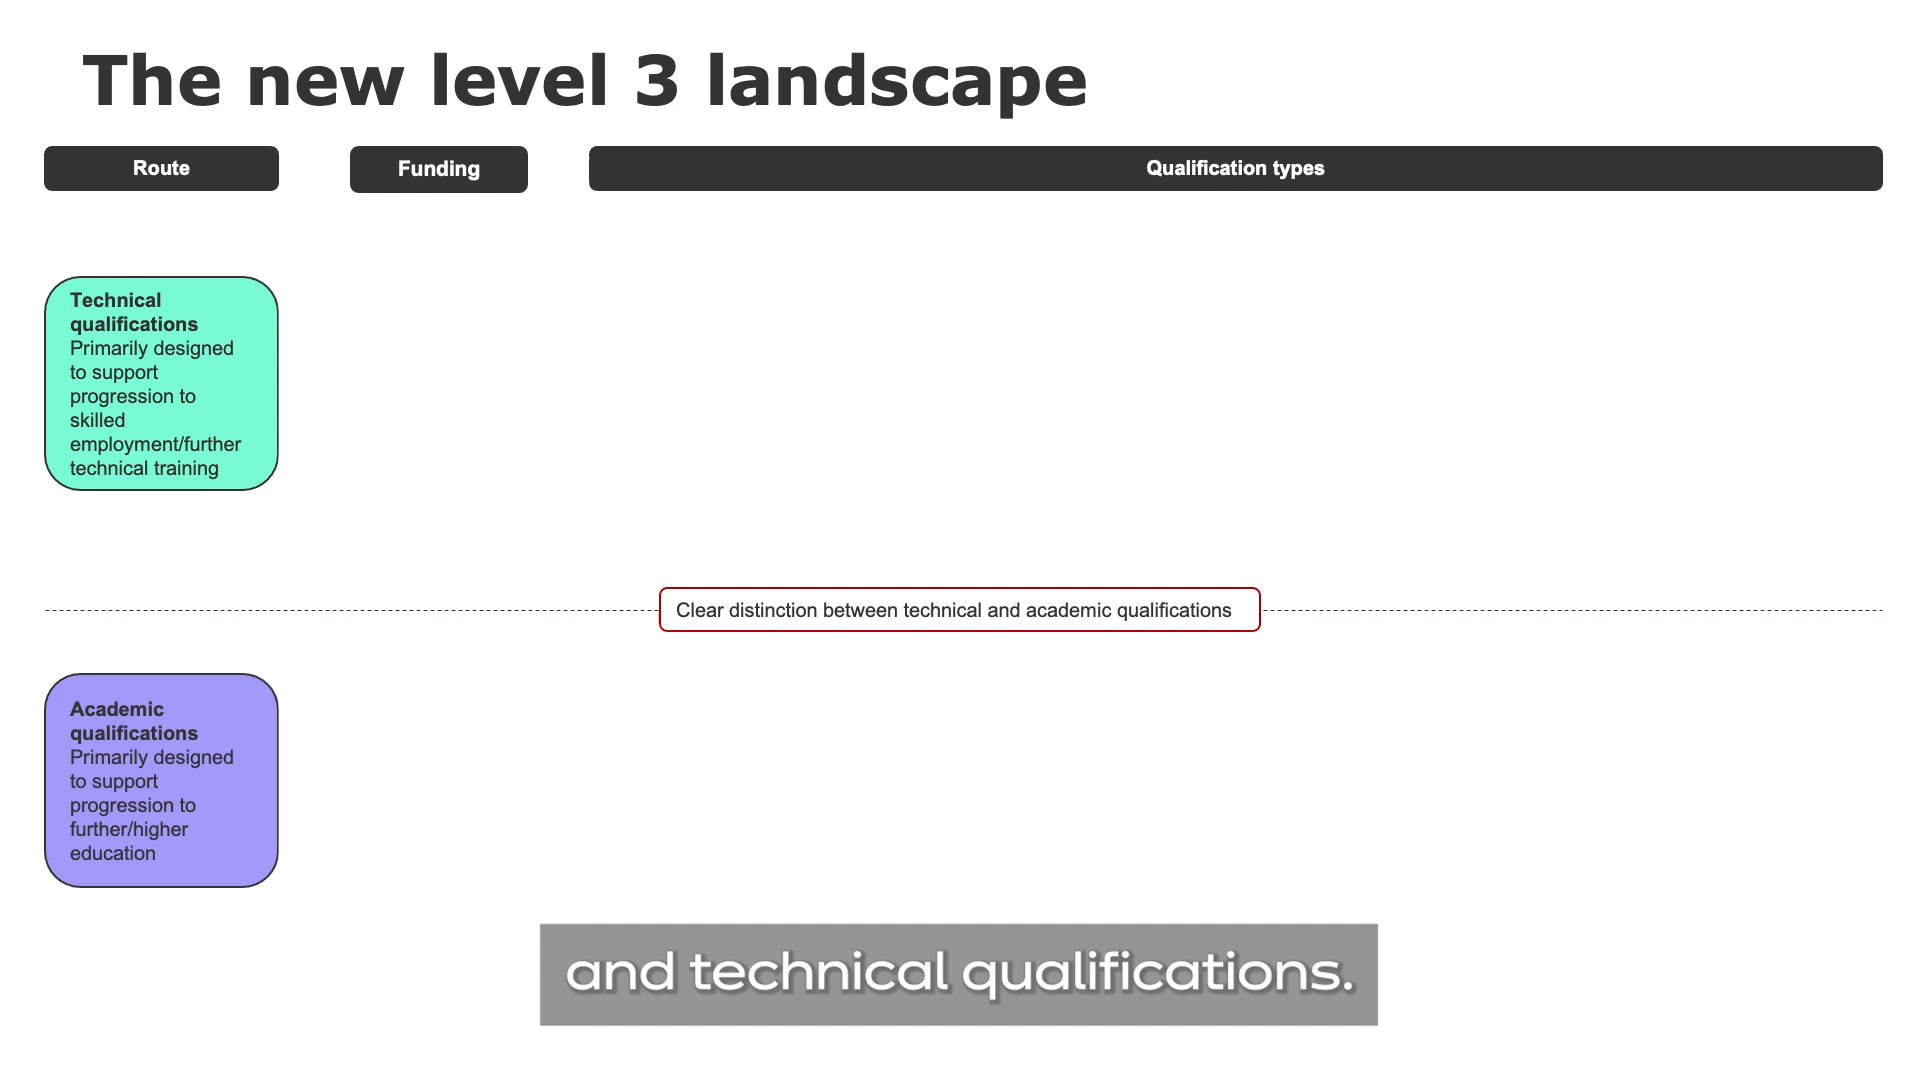 The new level 3 landscape
Route
Funding
Qualification types
Technical
qualifications
Primarily designed
to support
progression to
skilled
employment/further
technical training
Clear distinction between technical and academic qualifications
Academic
qualifications
Primarily designed
to support
progression to
further/higher
education
and technical qualifications.